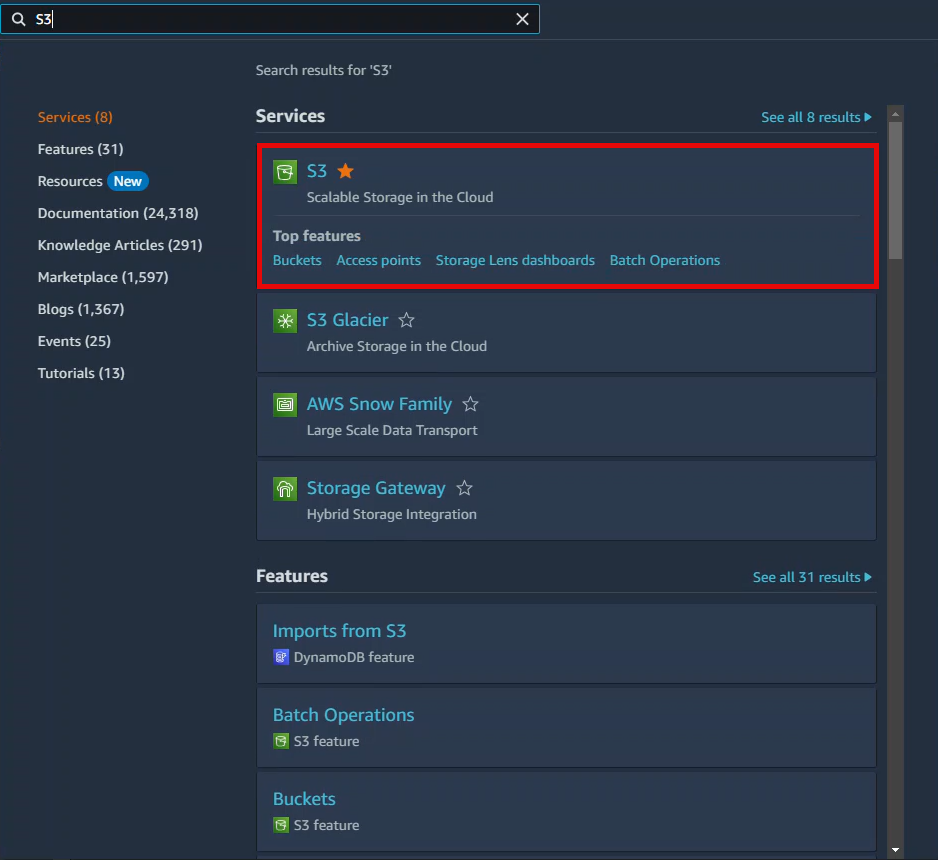 S3
Search results for 'S3'
Services (8)
Features (31)
Resources New
Documentation (24,318)
Knowledge Articles (291)
Marketplace (1,597)
Blogs (1,367)
Events (25)
Tutorials (13)
Services
See all 8 results
S3
Scalable Storage in the Cloud
Top features
Buckets Access points Storage Lens dashboards Batch Operations
S3 Glacier
Archive Storage in the Cloud
AWS Snow Family
Large Scale Data Transport
Storage Gateway
Hybrid Storage Integration
Features
See all 31 results
Imports from S3
DynamoDB feature
Batch Operations
S3 feature
Buckets
S3 feature